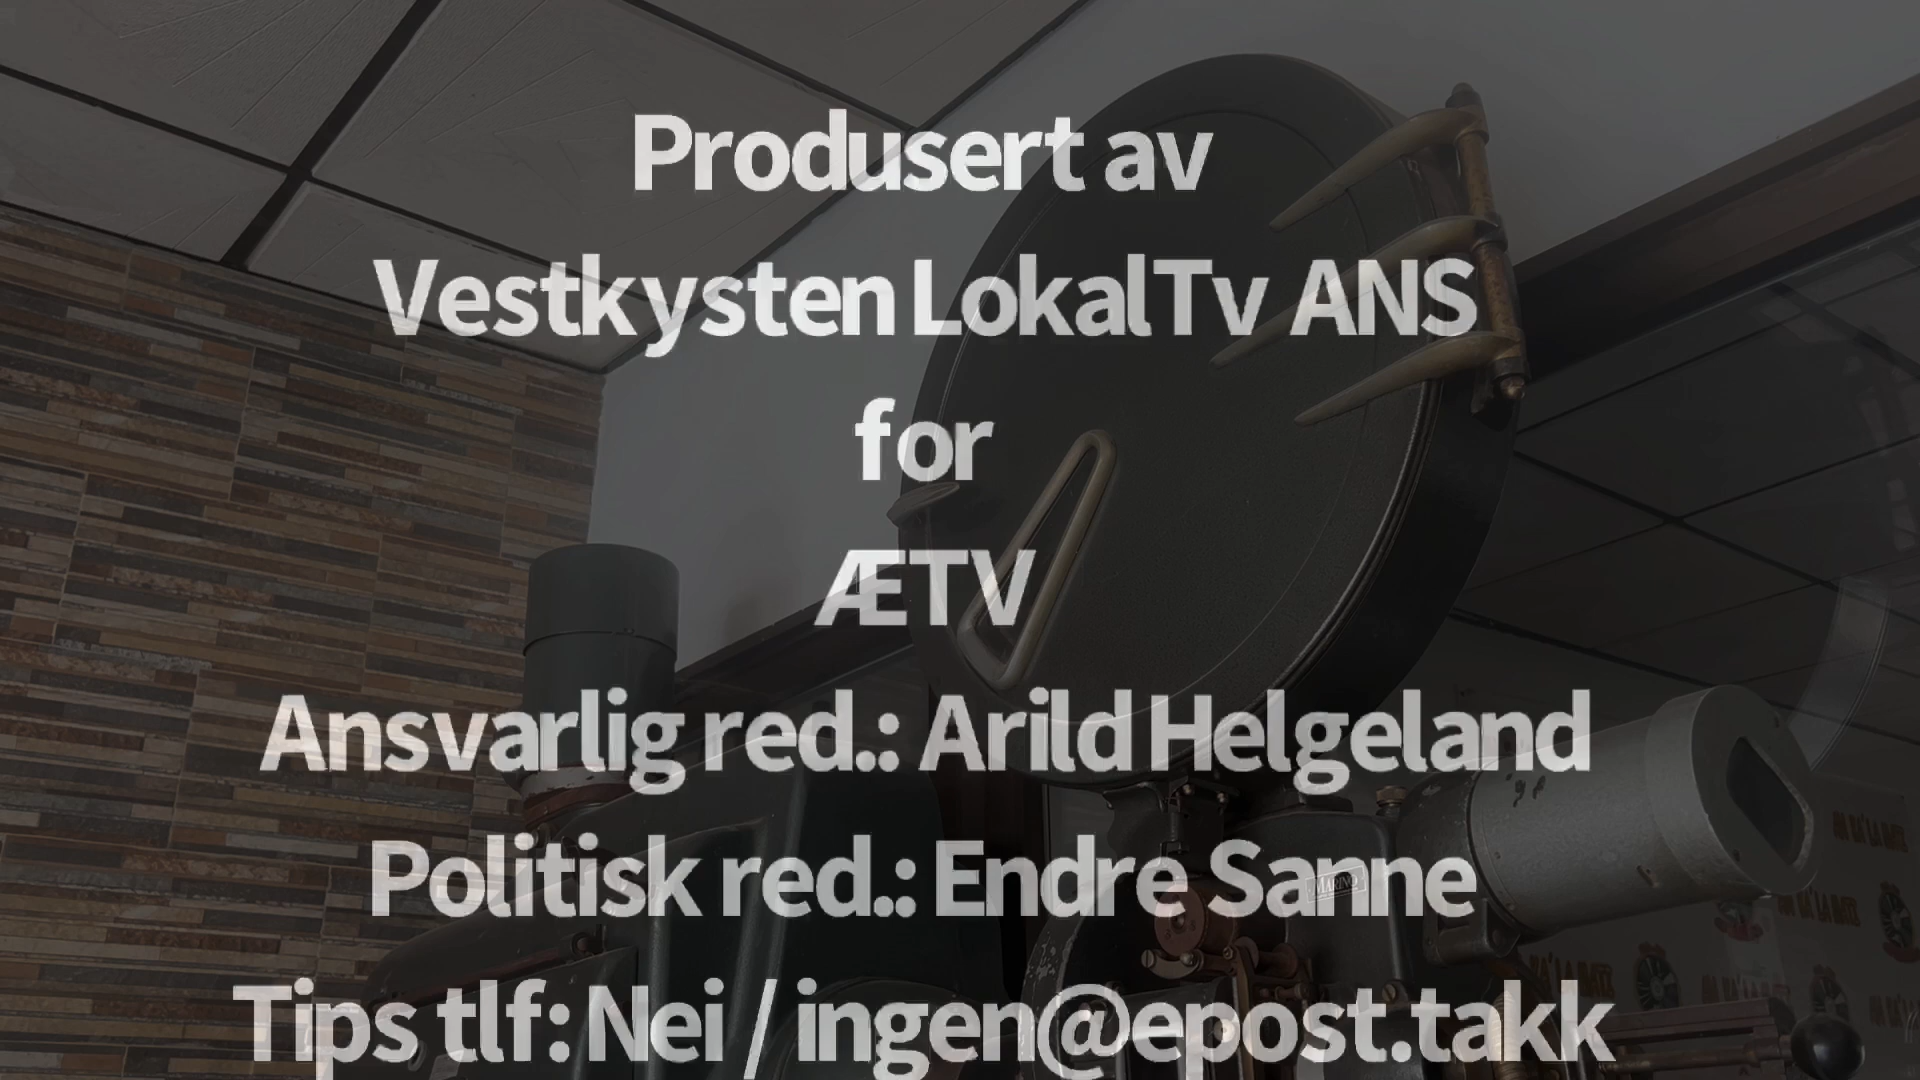 Produsert av
Vestkysten LokalTv ANS
for
ÆTV
Ansvarlig red.: Arild Helgeland
Politisk red.: Endre Sanne
Tips tlf: Nei / ingen@epost.takk
MARINO